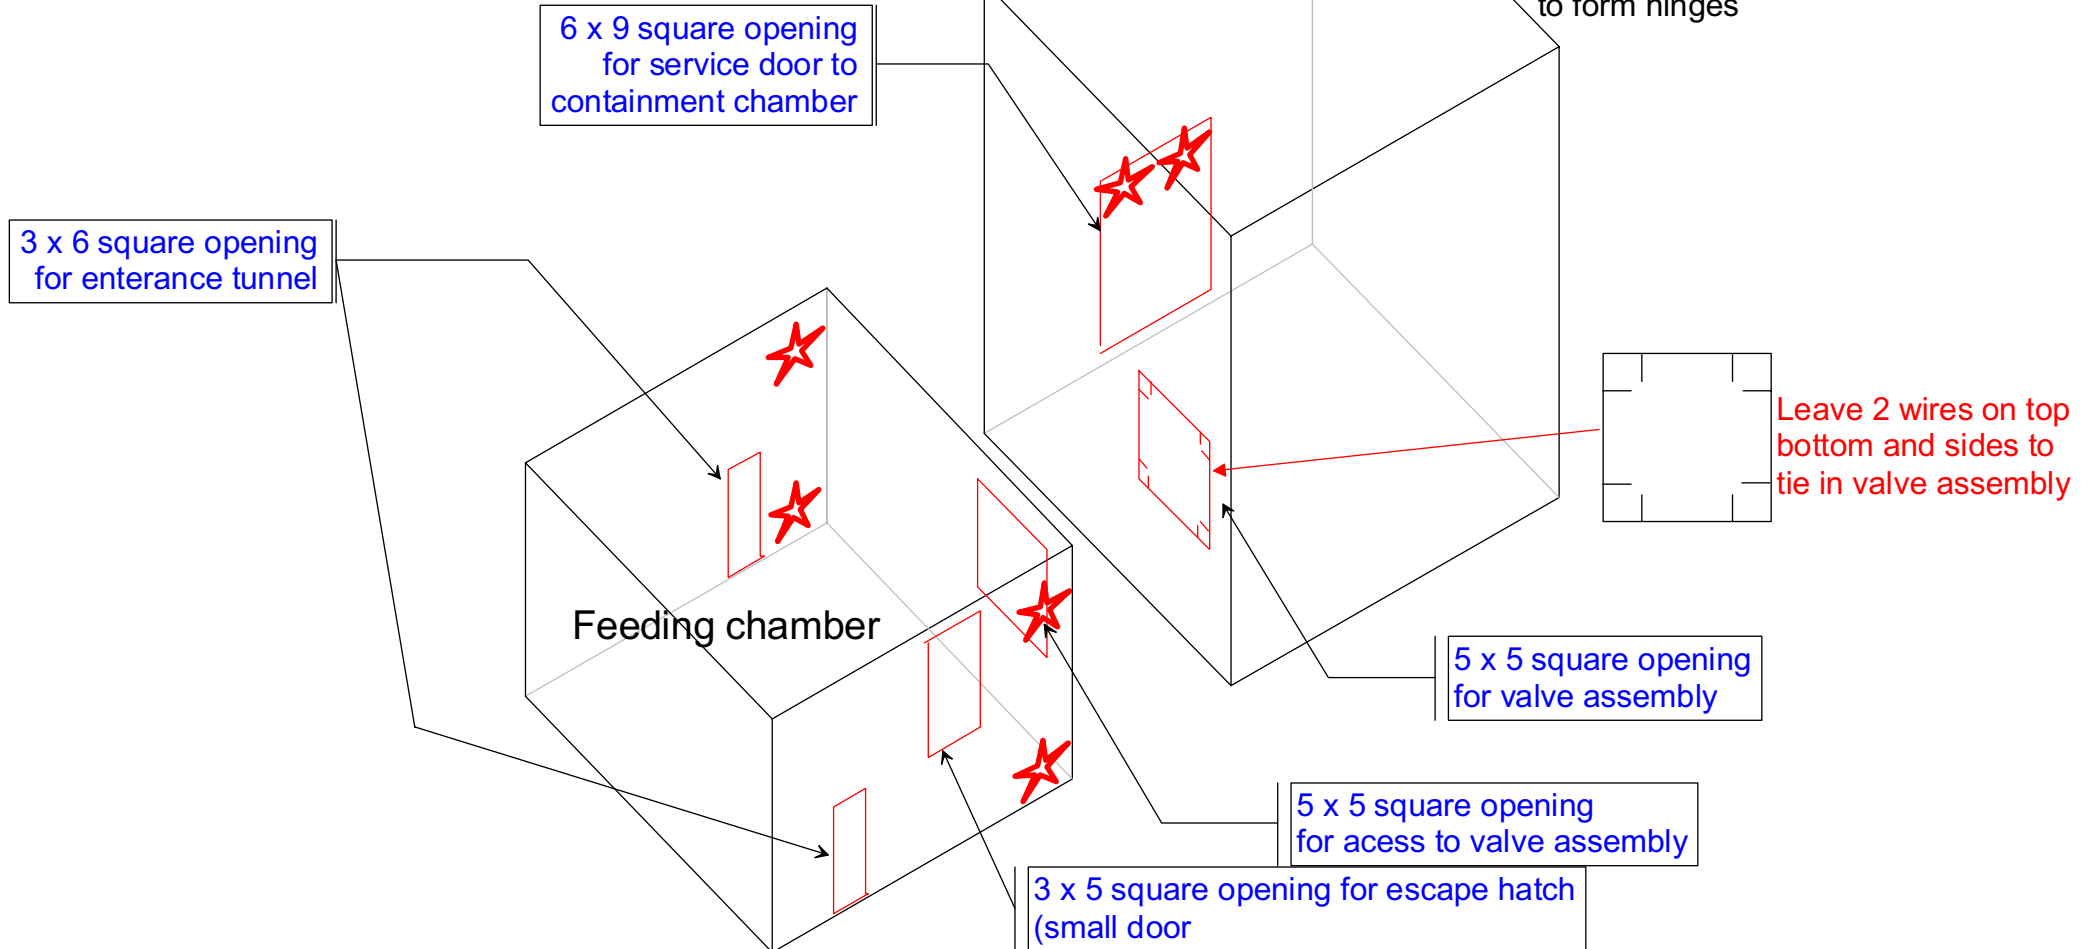 to form hinges
6 x 9 square opening
for service door to
containment chamber
3 x 6 square opening
for enterance tunnel
Leave 2 wires on top
bottom and sides to
tie in valve assembly
Feeding chamber
5 x 5 square opening
for valve assembly
5 x 5 square opening
for acess to valve assembly
3 x 5 square opening for escape hatch
(small door